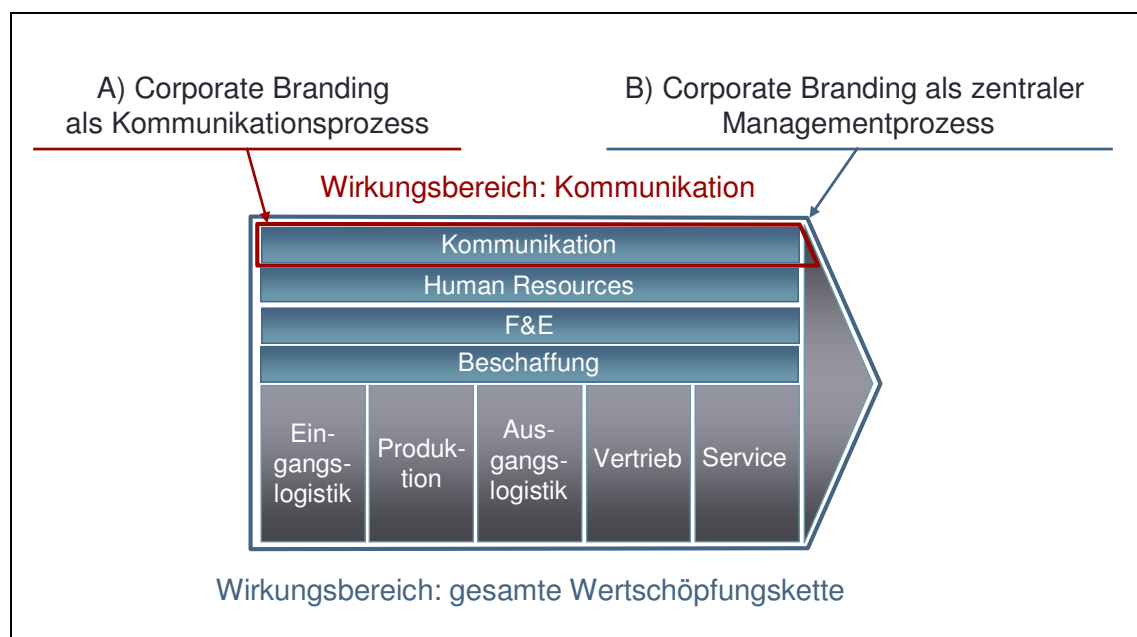 A) Corporate Branding
als Kommunikationsprozess
B) Corporate Branding als zentraler
Managementprozess
Wirkungsbereich: Kommunikation
Kommunikation
Human Resources
F&E
Beschaffung
Ein-
gangs-
logistik
Produk-
tion
Aus-
gangs-
logistik
Vertrieb
Service
Wirkungsbereich: gesamte Wertschöpfungskette